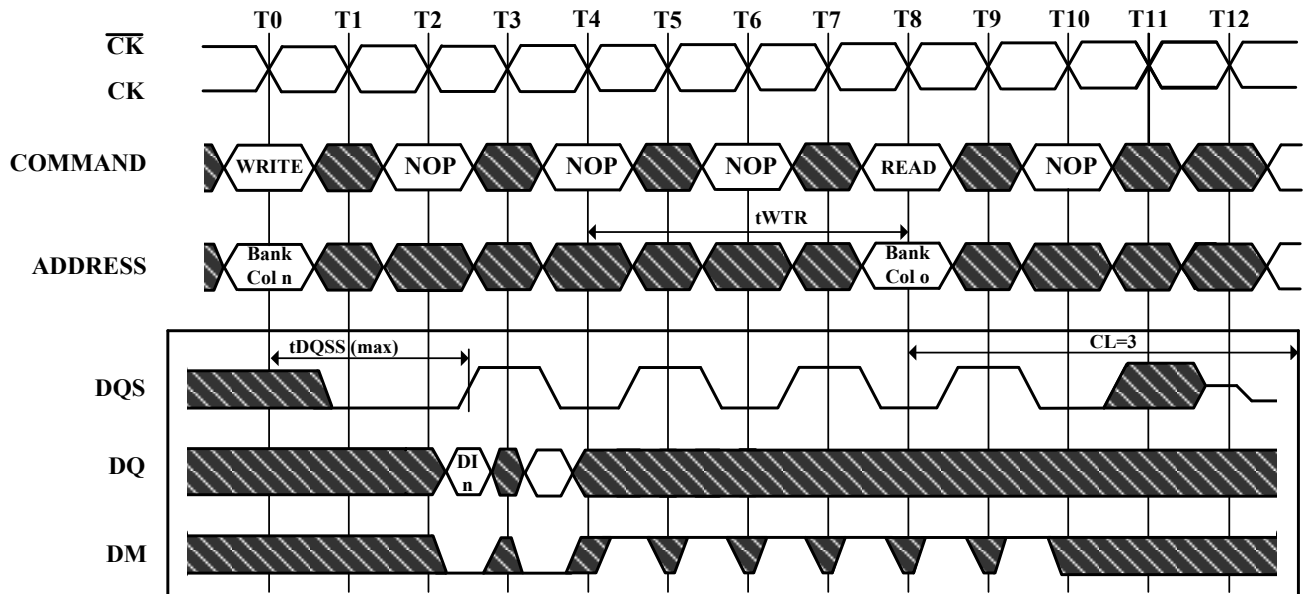 T0 T1 T2 T3 T4 T5 T6 T7 T8 T9 T10 T11 T12
CK
CK
COMMAND WRITE NOP NOP NOP READ NOP
tWTR
ADDRESS Bank Col n Bank Col o
tDQSS (max) CL=3
DQS
DQ DI n
DM